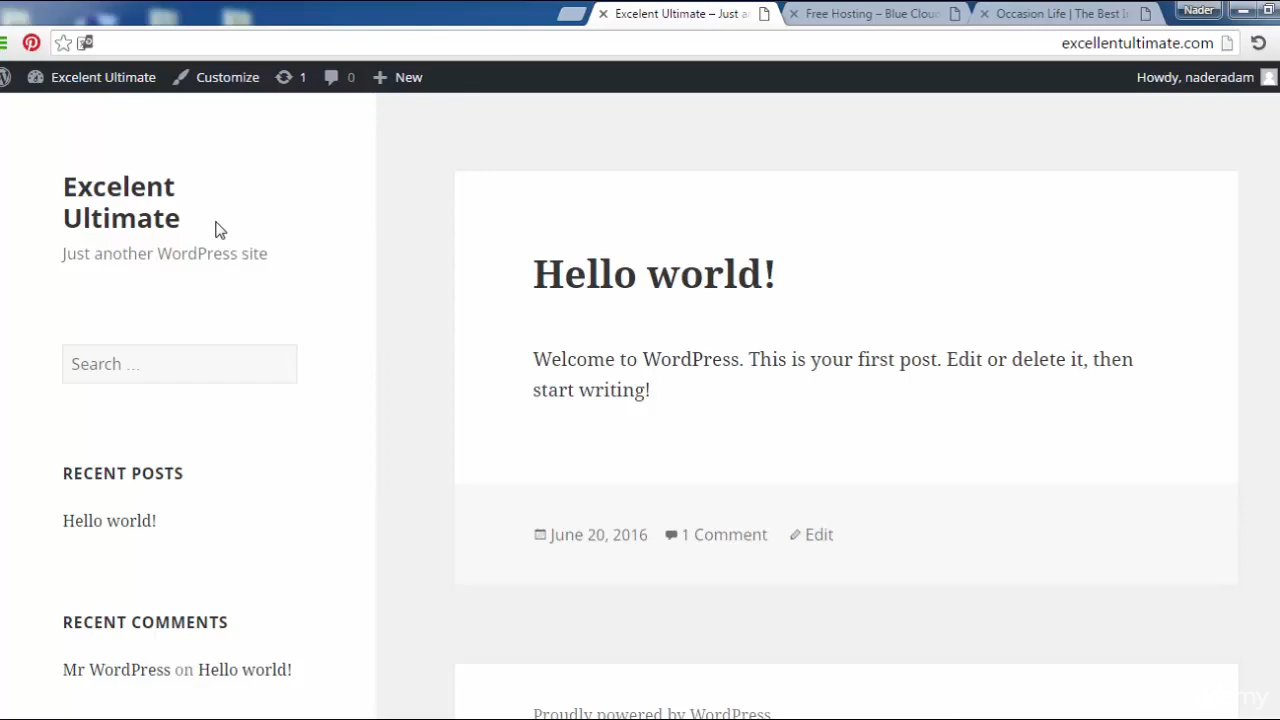 Excelent Ultimate – Just a
Free Hosting – Blue Clou
Occasion Life | The Best I
Nader
excellentultimate.com
Excelent Ultimate
Customize
1
0
New
Howdy, naderadam
Excelent
Ultimate
Just another WordPress site
Search …
RECENT POSTS
Hello world!
RECENT COMMENTS
Mr WordPress on Hello world!
Hello world!
Welcome to WordPress. This is your first post. Edit or delete it, then
start writing!
June 20, 2016 1 Comment Edit
Proudly powered by WordPress